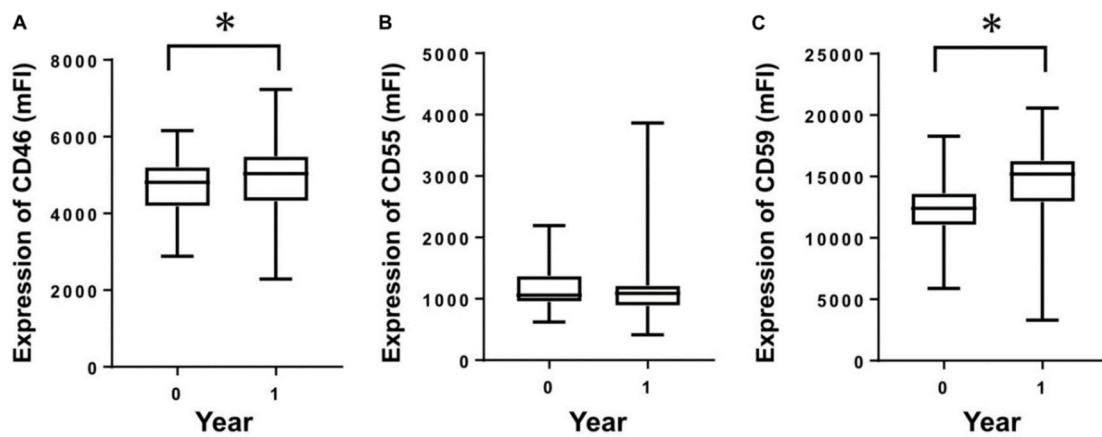 A
*
Expression of CD46 (mFI)
8000
6000
4000
2000
0
0 1
Year
B
Expression of CD55 (mFI)
5000
4000
3000
2000
1000
0
0 1
Year
C
*
Expression of CD59 (mFI)
25000
20000
15000
10000
5000
0
0 1
Year